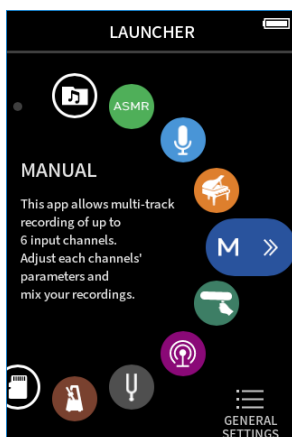 LAUNCHER
ASMR
MANUAL
This app allows multi-track
recording of up to
6 input channels.
Adjust each channels'
parameters and
mix your recordings.
M
GENERAL
SETTINGS